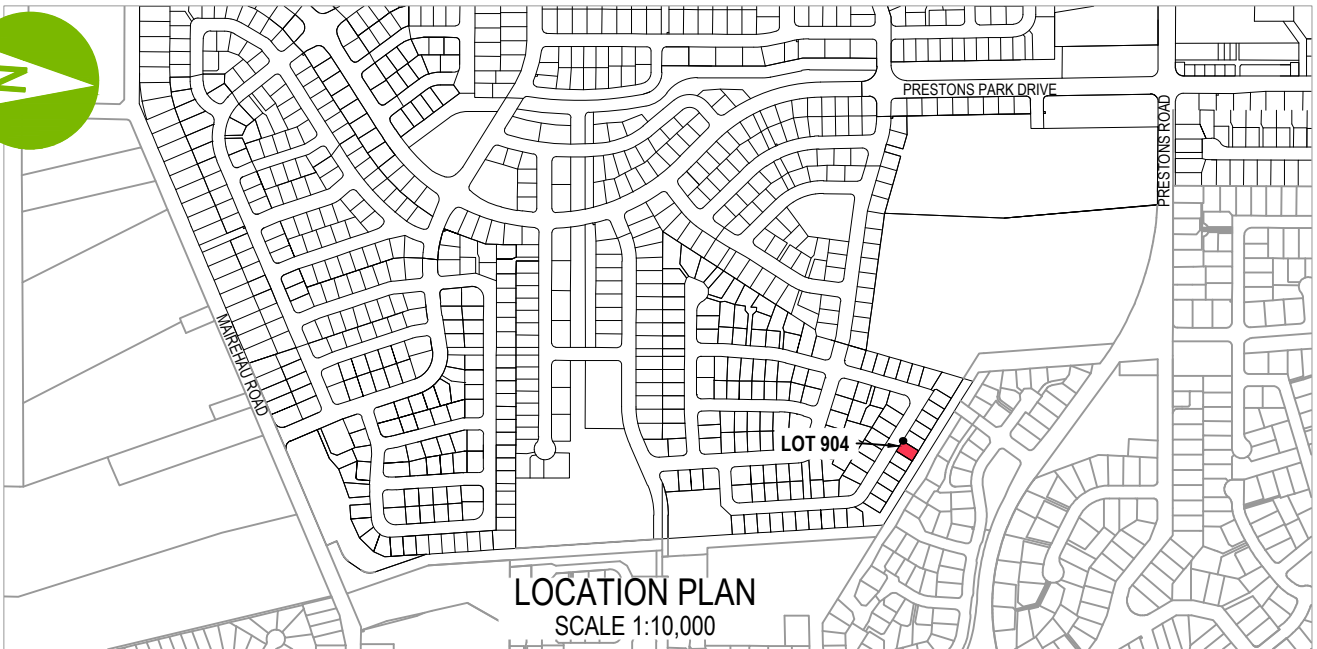 N
PRESTONS PARK DRIVE
PRESTONS ROAD
MAIREHAU ROAD
LOT 904
LOCATION PLAN
SCALE 1:10,000